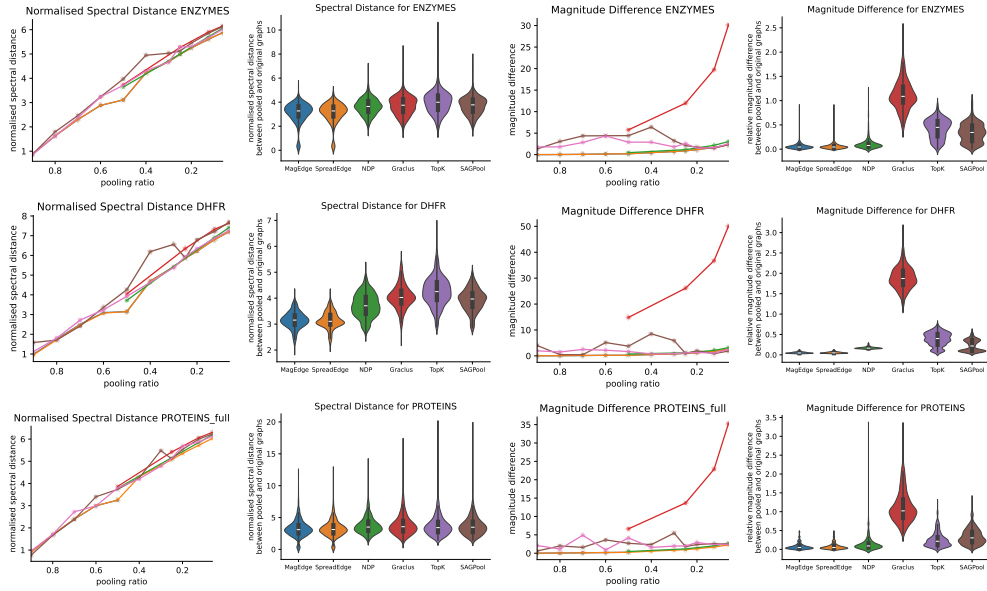 Normalised Spectral Distance ENZYMES
normalised spectral distance
6
5
4
3
2
1
0.8 0.6 0.4 0.2
pooling ratio
Spectral Distance for ENZYMES
normalised spectral distance
between pooled and original graphs
10
8
6
4
2
0
MagEdge SpreadEdge NDP Graclus TopK SAGPool
Magnitude Difference ENZYMES
magnitude difference
30
25
20
15
10
5
0
0.8 0.6 0.4 0.2
pooling ratio
Magnitude Difference for ENZYMES
relative magnitude difference
between pooled and original graphs
2.5
2.0
1.5
1.0
0.5
0.0
MagEdge SpreadEdge NDP Graclus TopK SAGPool
Normalised Spectral Distance DHFR
normalised spectral distance
8
7
6
5
4
3
2
1
0.8 0.6 0.4 0.2
pooling ratio
Spectral Distance for DHFR
normalised spectral distance
between pooled and original graphs
7
6
5
4
3
2
MagEdge SpreadEdge NDP Graclus TopK SAGPool
Magnitude Difference DHFR
magnitude difference
50
40
30
20
10
0
0.8 0.6 0.4 0.2
pooling ratio
Magnitude Difference for DHFR
relative magnitude difference
between pooled and original graphs
3.0
2.5
2.0
1.5
1.0
0.5
0.0
MagEdge SpreadEdge NDP Graclus TopK SAGPool
Normalised Spectral Distance PROTEINS_full
normalised spectral distance
6
5
4
3
2
1
0.8 0.6 0.4 0.2
pooling ratio
Spectral Distance for PROTEINS
normalised spectral distance
between pooled and original graphs
20
15
10
5
0
MagEdge SpreadEdge NDP Graclus TopK SAGPool
Magnitude Difference PROTEINS_full
magnitude difference
35
30
25
20
15
10
5
0
0.8 0.6 0.4 0.2
pooling ratio
Magnitude Difference for PROTEINS
relative magnitude difference
between pooled and original graphs
3.5
3.0
2.5
2.0
1.5
1.0
0.5
0.0
MagEdge SpreadEdge NDP Graclus TopK SAGPool